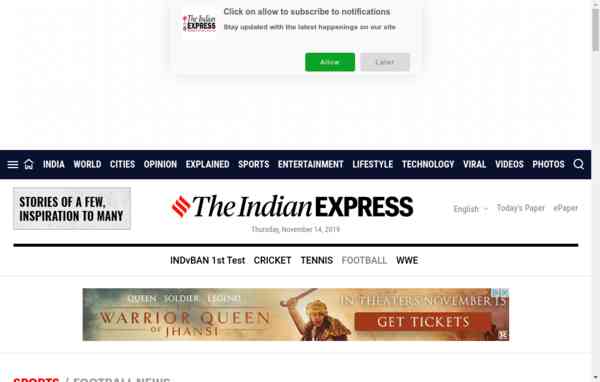 Click on allow to subscribe to notifications
The Indian EXPRESS
Stay updated with the latest happenings on our site
Allow
Later
INDIA WORLD CITIES OPINION EXPLAINED SPORTS ENTERTAINMENT LIFESTYLE TECHNOLOGY VIRAL VIDEOS PHOTOS
STORIES OF A FEW,
INSPIRATION TO MANY
The Indian EXPRESS
English
Today's Paper
ePaper
Thursday, November 14, 2019
INDvBAN 1st Test CRICKET TENNIS FOOTBALL WWE
QUEEN SOLDIER LEGEND
WARRIOR QUEEN
OF JHANSI
IN THEATERS NOVEMBER 15
GET TICKETS
SPORTS / FOOTBALL NEWS